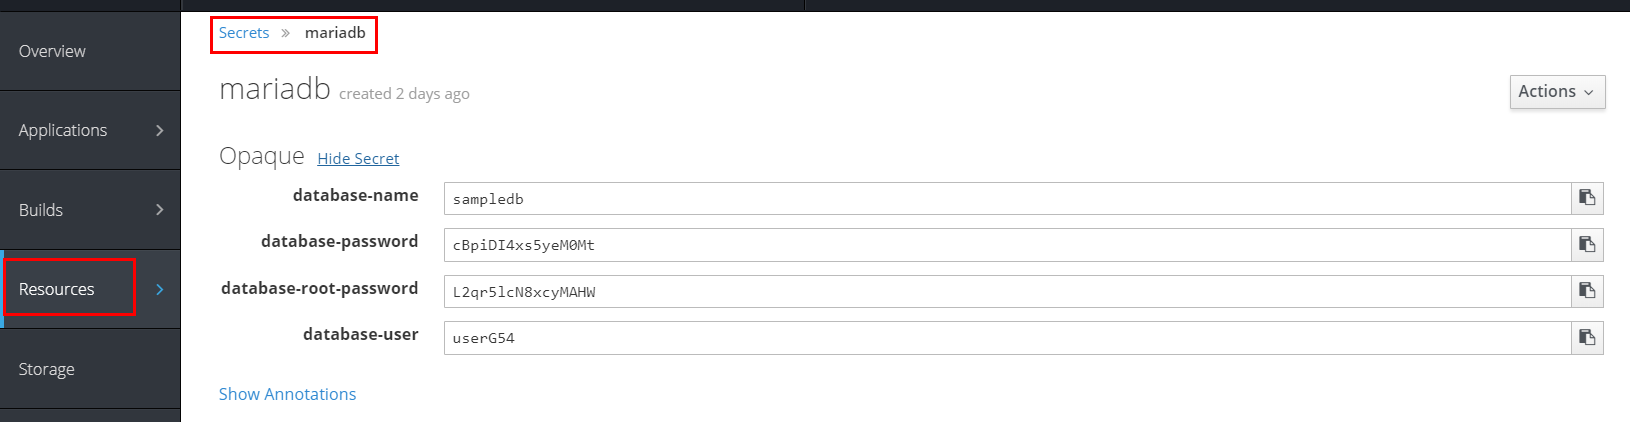 Overview
Applications
Builds
Resources
Storage
Secrets » mariadb
mariadb created 2 days ago
Actions
Opaque Hide Secret
database-name sampledb
database-password cBpiDI4xs5yeM0Mt
database-root-password L2qr5lcN8xcyMAHW
database-user userG54
Show Annotations